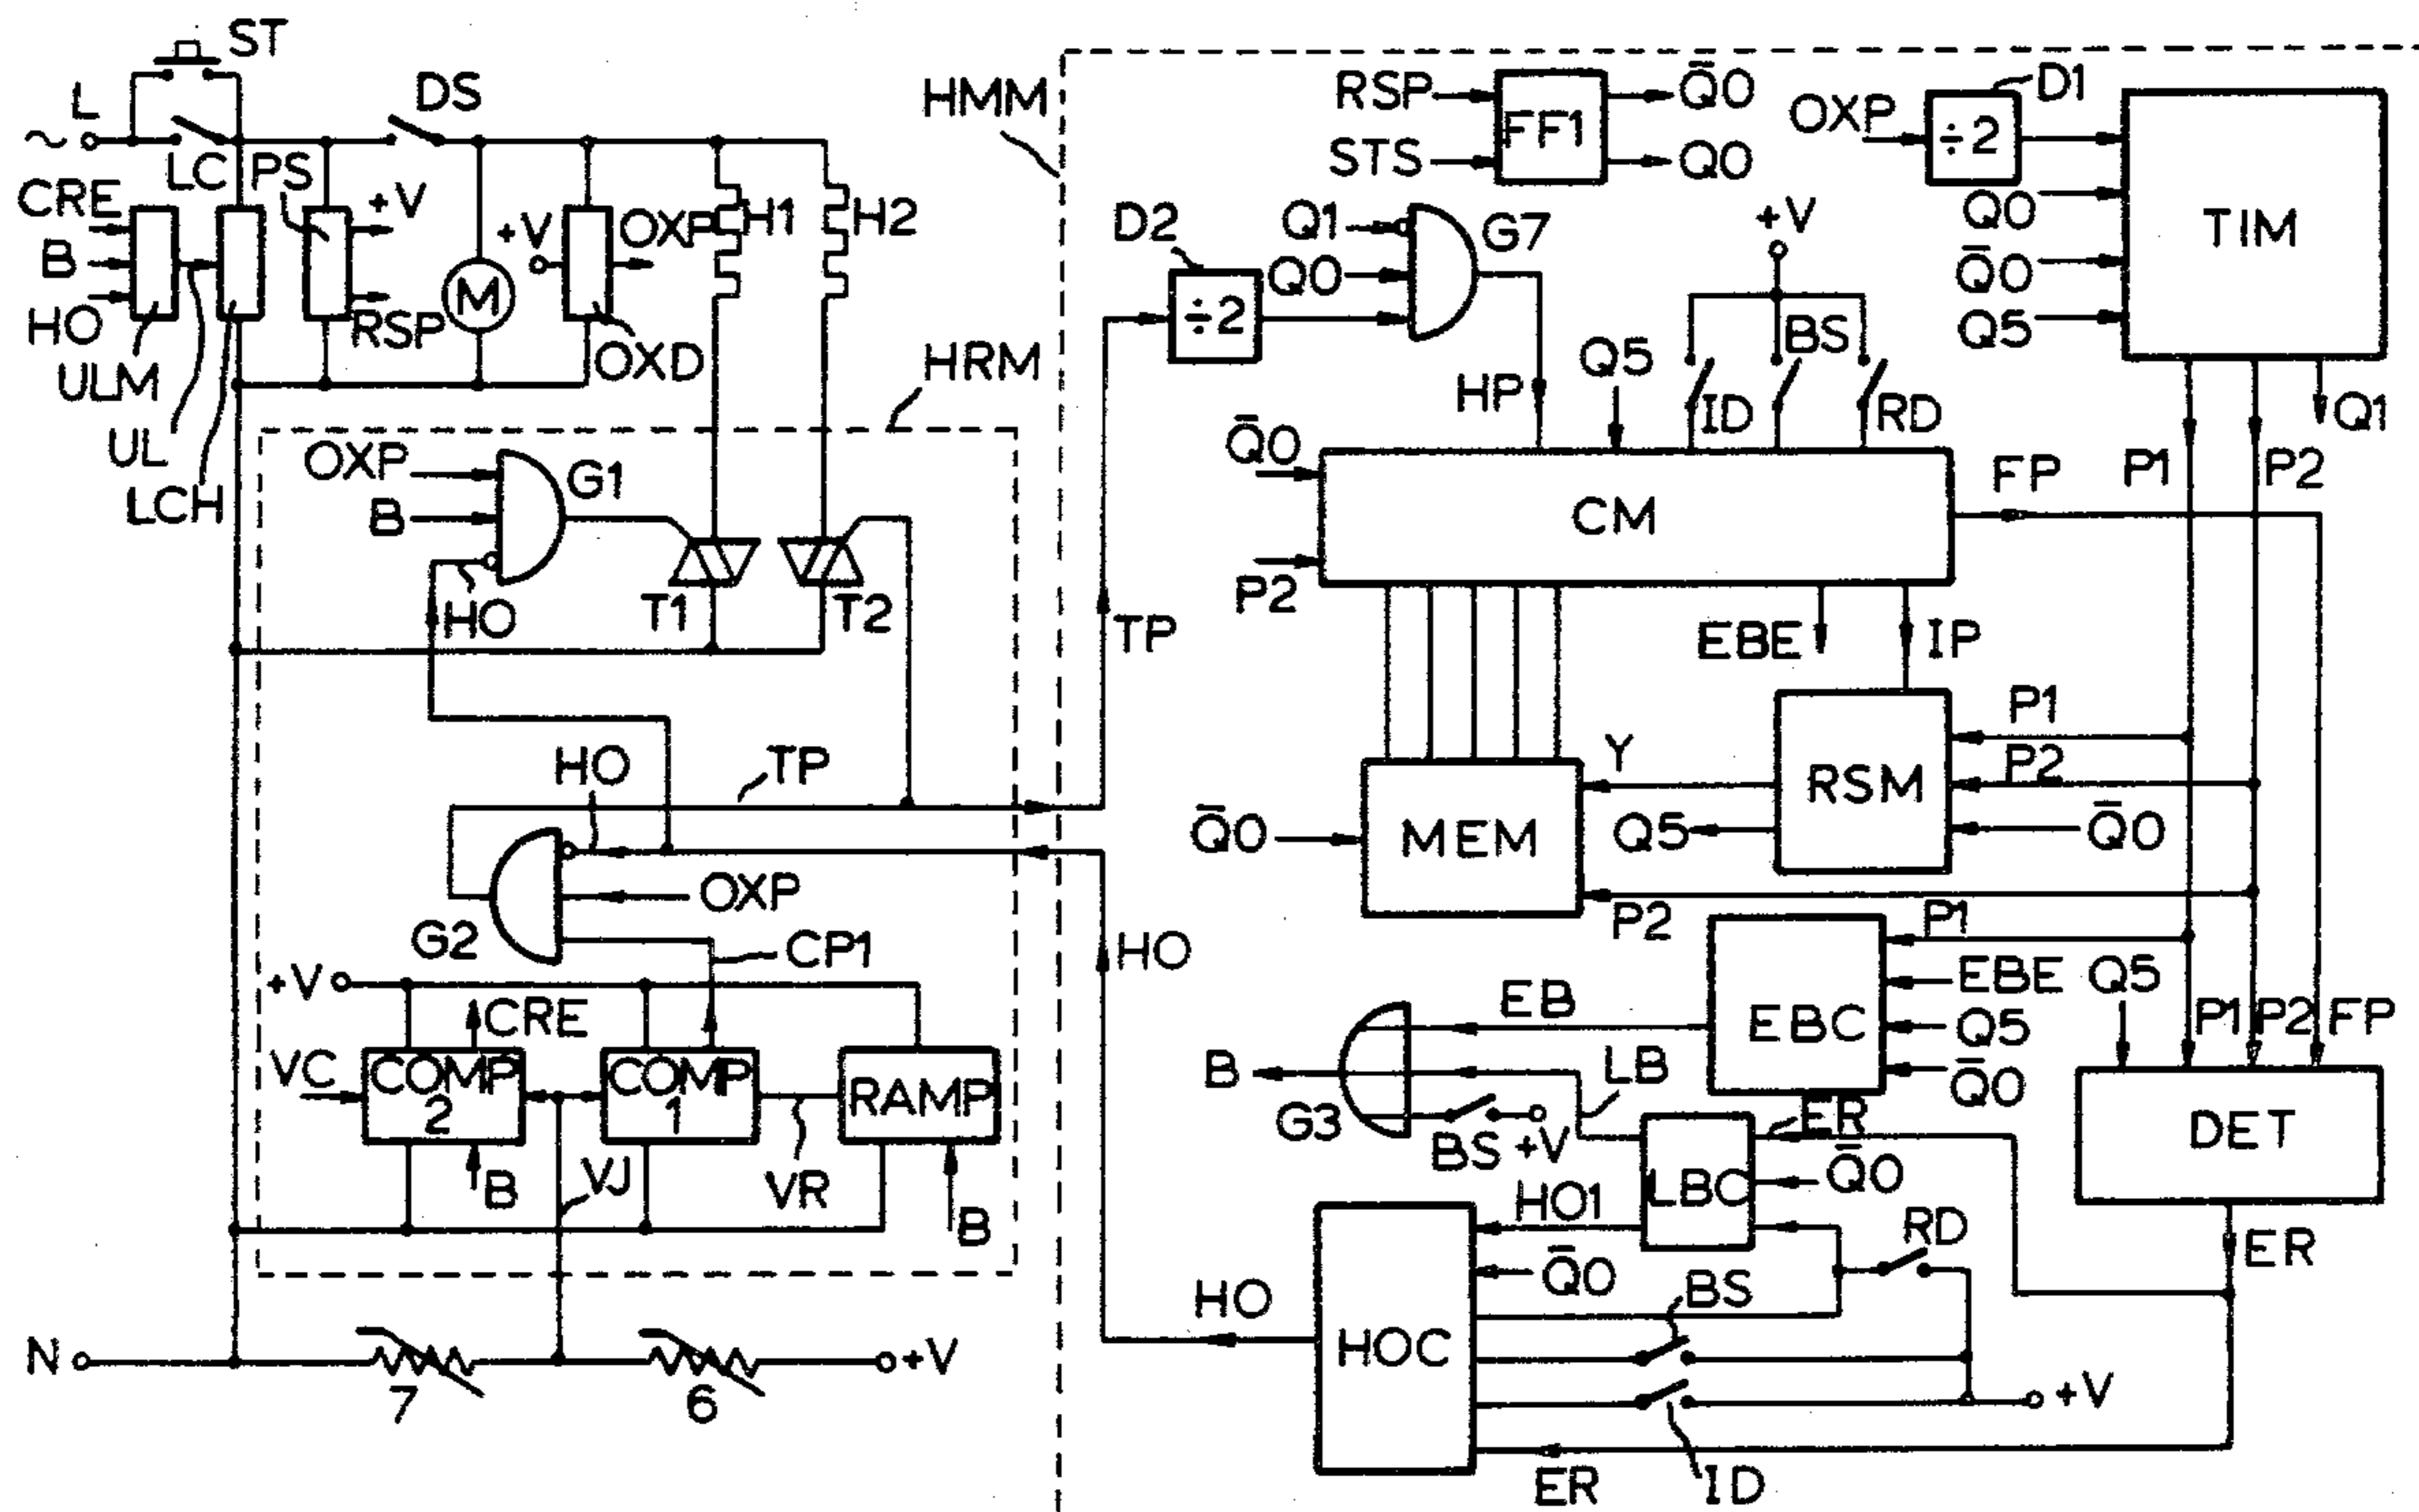 ST
L
DS
~
LC
PS
+V
CRE
B
HO
ULM
UL
LCH
RSP
M
+V
OXP
OXD
H1
H2
HRM
HMM
RSP
STS
FF1
Q̅0
Q0
OXP
D1
÷2
TIM
Q0
Q̅0
Q5
D2
÷2
Q1
Q0
G7
+V
HP
Q5
ID
BS
RD
Q1
P1
P2
Q̅0
P2
CM
FP
EBE
IP
OXP
B
G1
HO
T1
T2
TP
HO
TP
OXP
G2
CP1
HO
+V
CRE
VC
COMP
2
COMP
1
RAMP
B
VJ
VR
B
N
7
6
+V
Y
RSM
P1
P2
Q̅0
Q5
Q̅0
MEM
P2
P1
EBE
Q5
Q̅0
EBC
EB
Q5
P1
P2
FP
DET
B
G3
LB
BS
+V
ER
LBC
Q̅0
HO1
Q̅0
RD
ER
HO
HOC
BS
+V
ER
ID